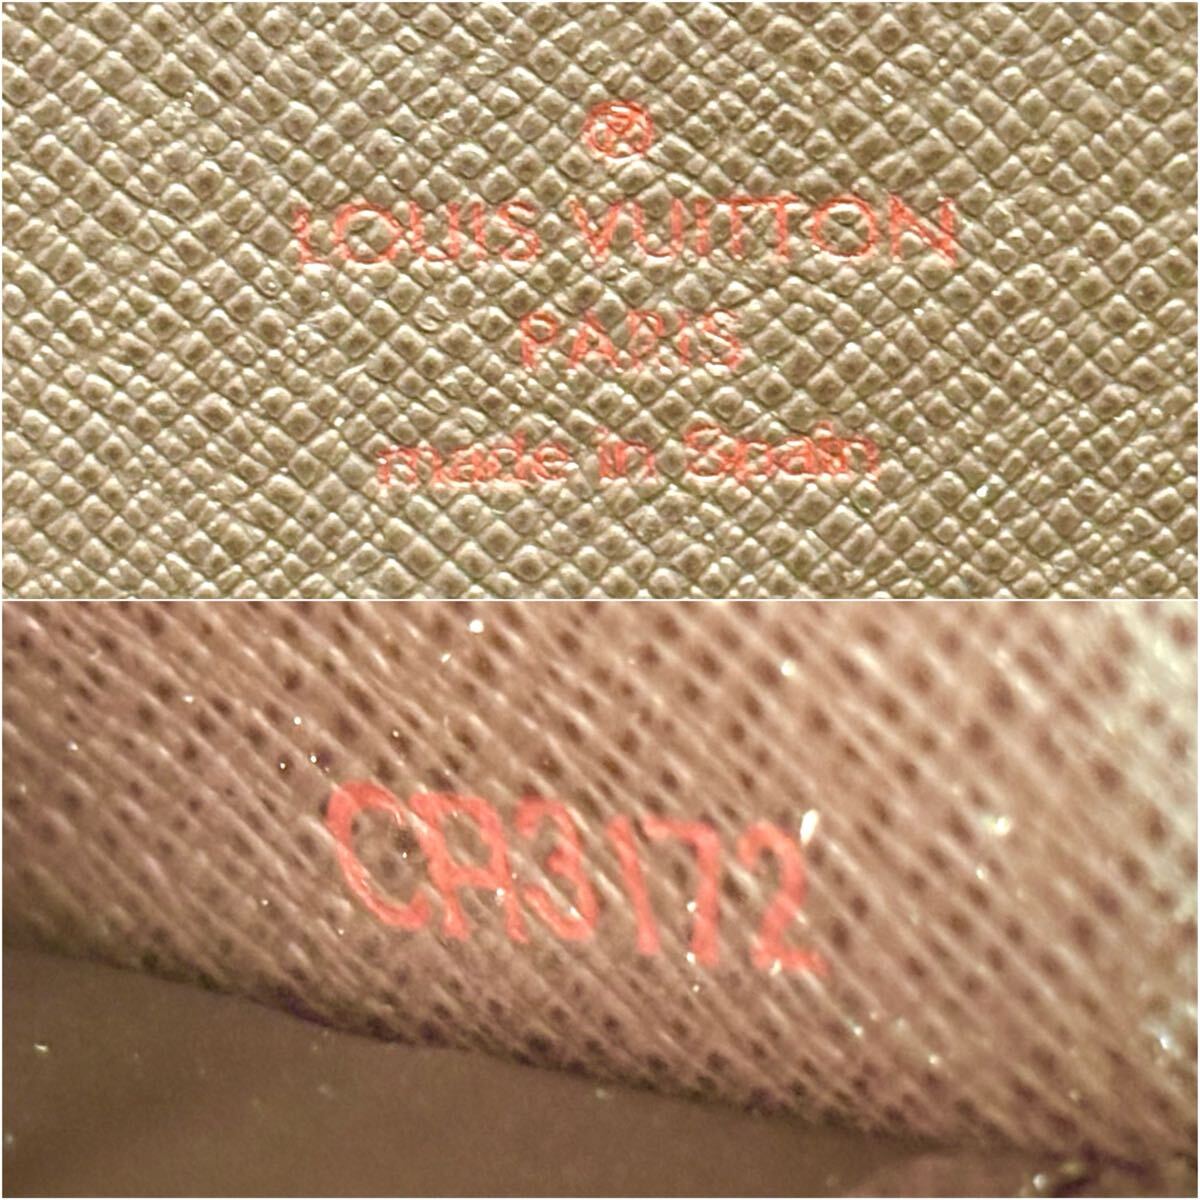 LOUIS VUITTON
PARIS
made in Spain
CA3172